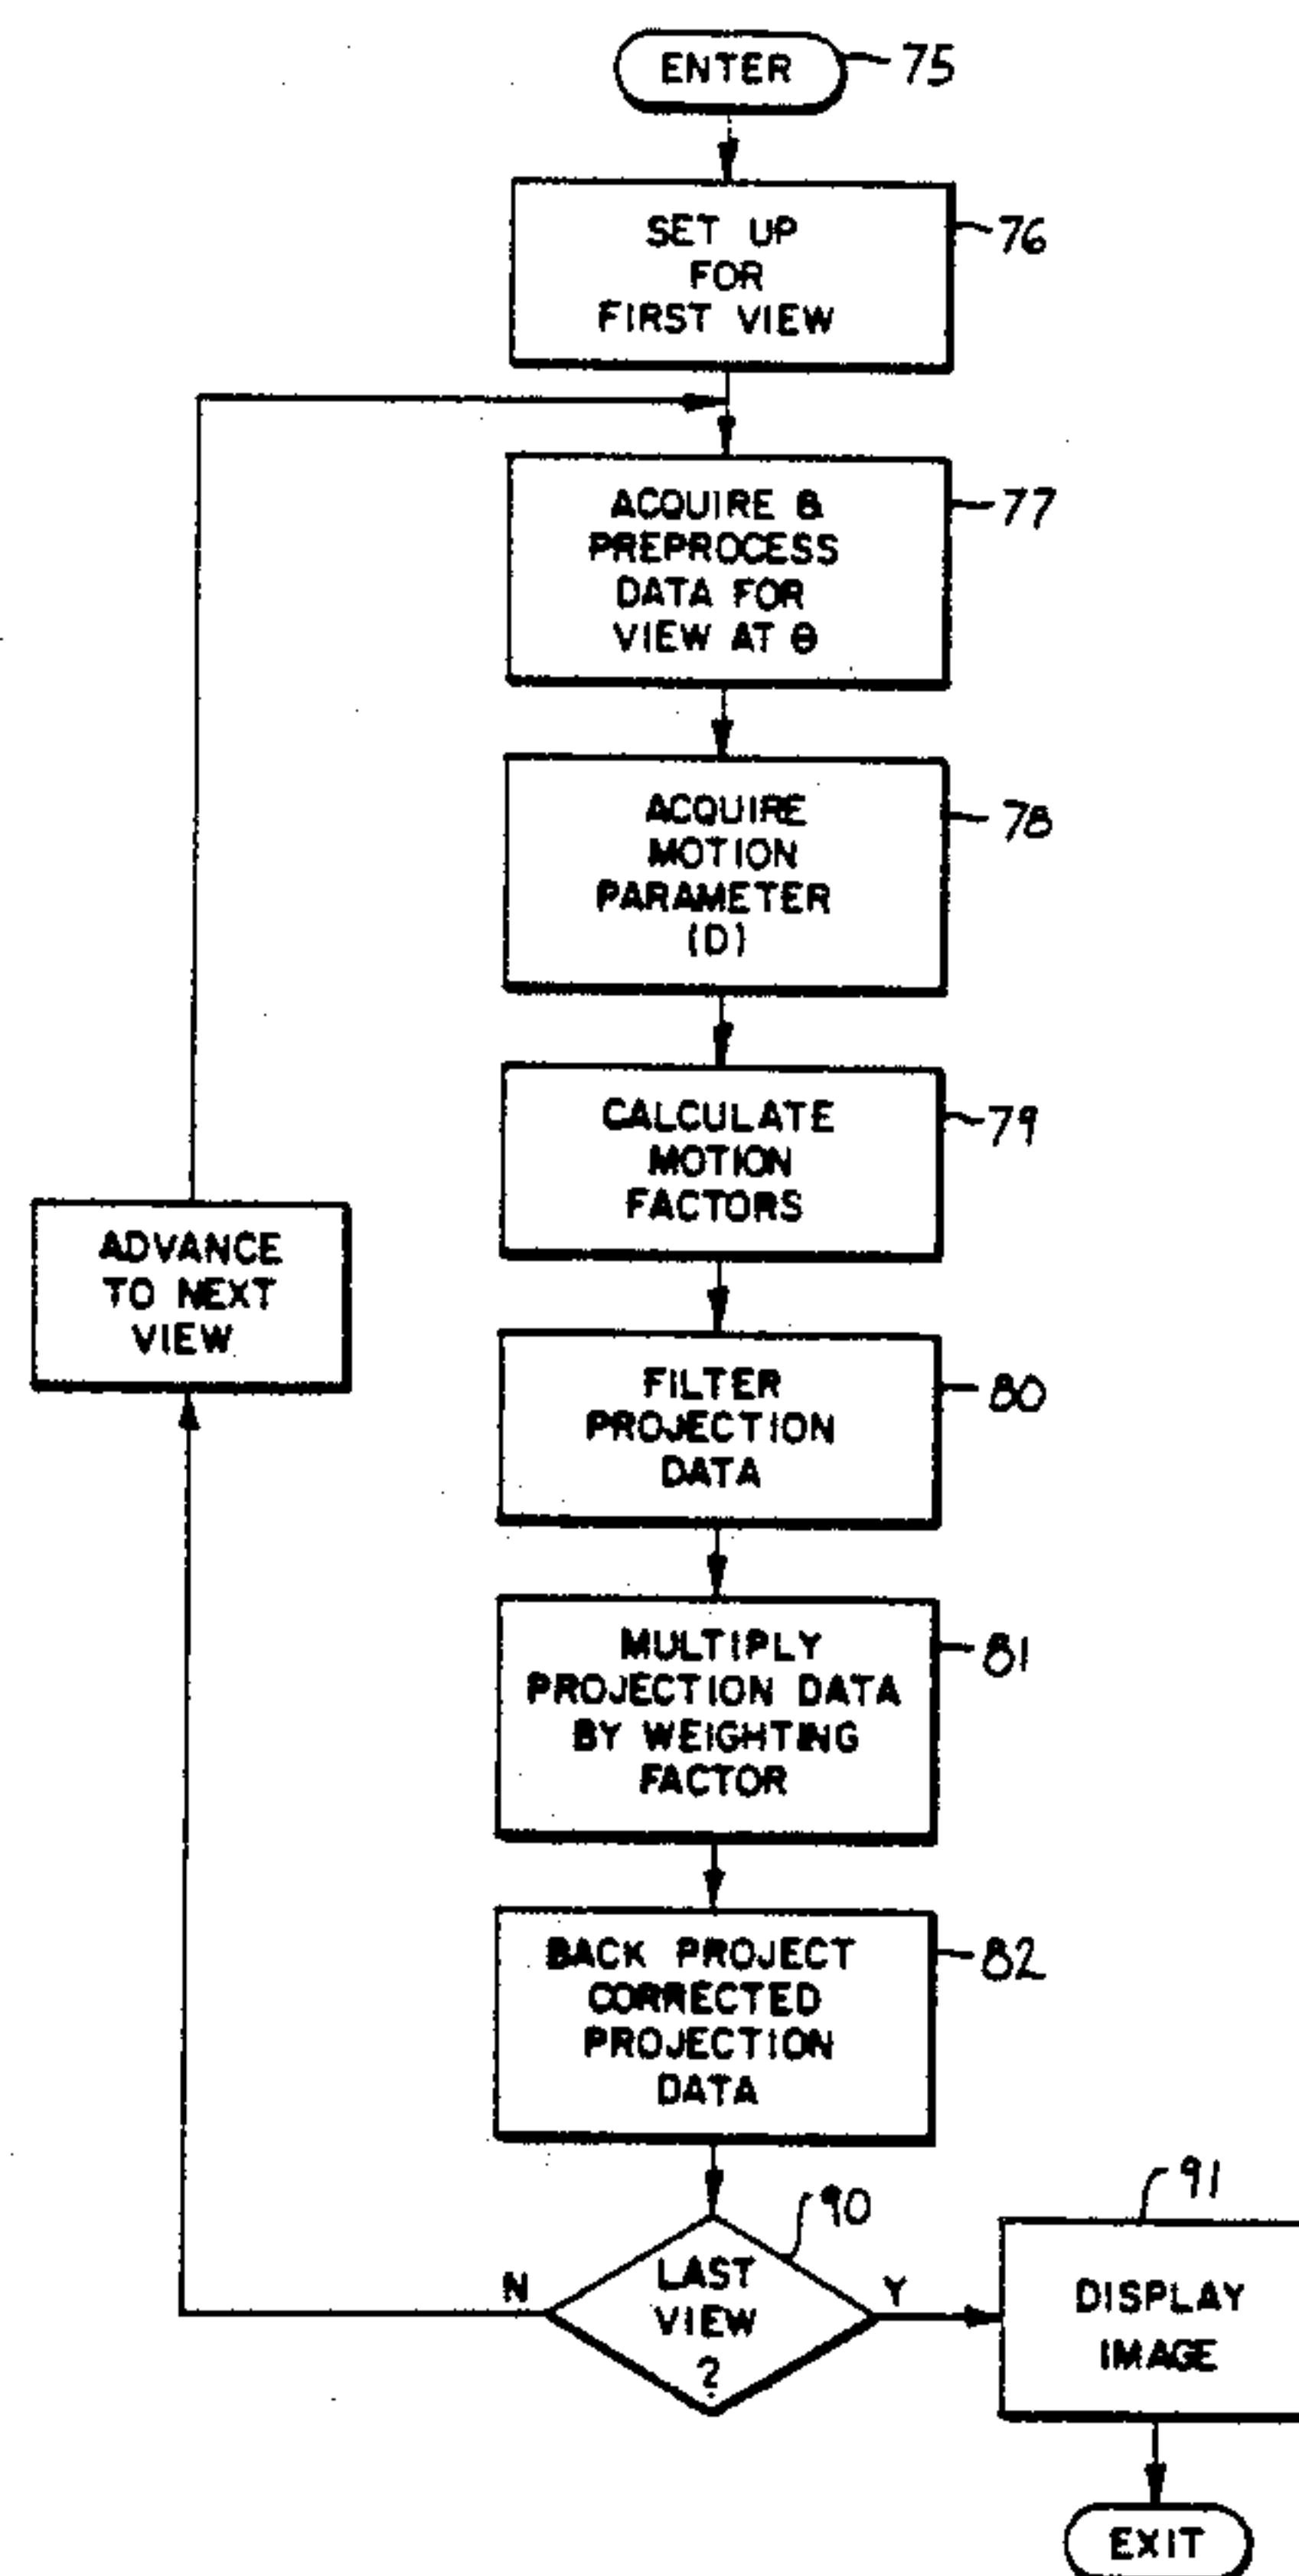 ENTER
75
SET UP
FOR
FIRST VIEW
76
ACQUIRE &
PREPROCESS
DATA FOR
VIEW AT θ
77
ACQUIRE
MOTION
PARAMETER
(D)
78
CALCULATE
MOTION
FACTORS
79
ADVANCE
TO NEXT
VIEW
FILTER
PROJECTION
DATA
80
MULTIPLY
PROJECTION DATA
BY WEIGHTING
FACTOR
81
BACK PROJECT
CORRECTED
PROJECTION
DATA
82
LAST
VIEW
?
90
N
Y
91
DISPLAY
IMAGE
EXIT